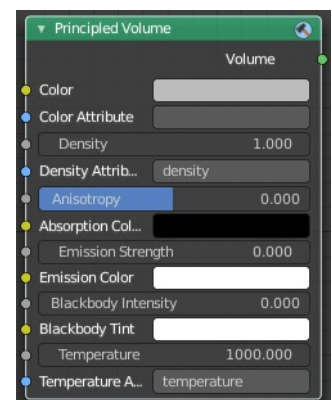 Principled Volume
Volume
Color
Color Attribute
Density 1.000
Density Attrib... density
Anisotropy 0.000
Absorption Col...
Emission Strength 0.000
Emission Color
Blackbody Intensity 0.000
Blackbody Tint
Temperature 1000.000
Temperature A... temperature